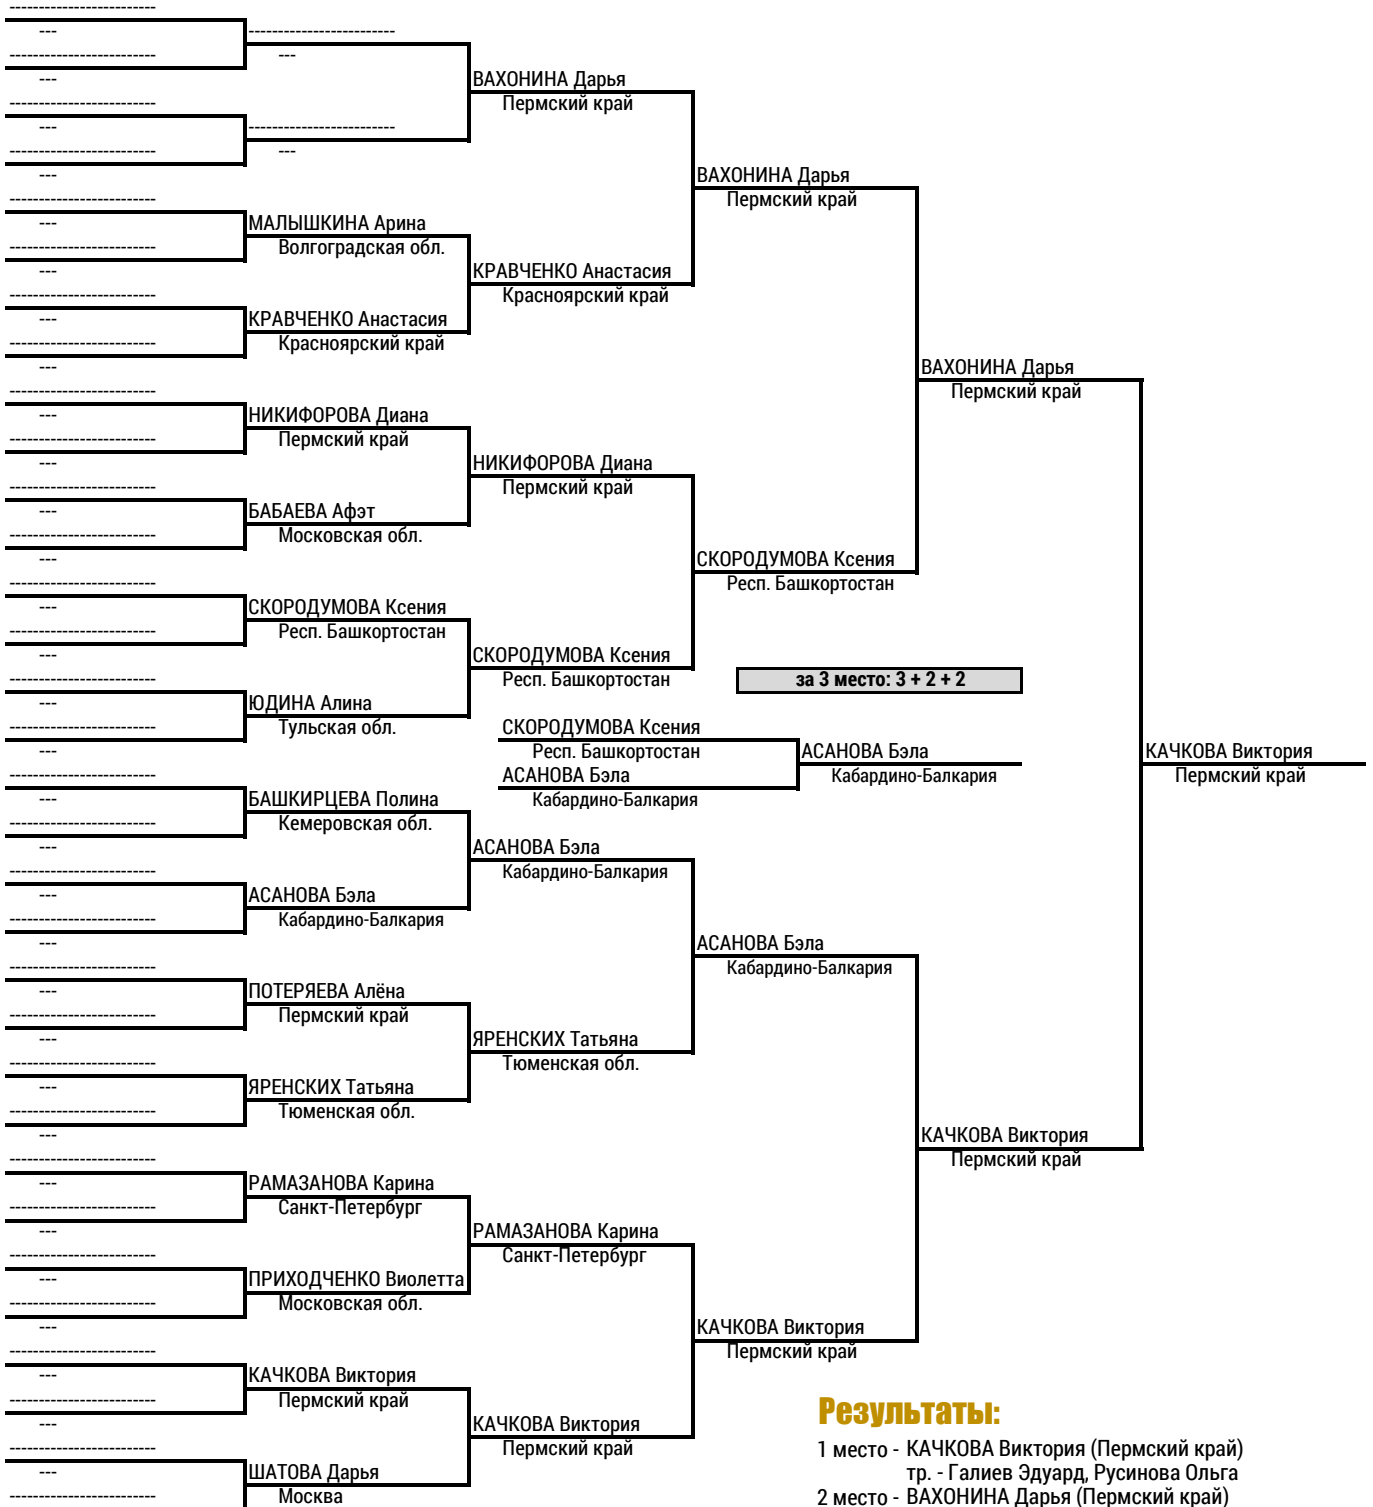 -------------------------
---
-------------------------
---
-------------------------
---
-------------------------
---
-------------------------
---
-------------------------
---
-------------------------
---
-------------------------
---
-------------------------
---
-------------------------
---
-------------------------
---
-------------------------
---
-------------------------
---
-------------------------
---
-------------------------
---
-------------------------
---
-------------------------
---
-------------------------
---
-------------------------
---
-------------------------
---
-------------------------
---
-------------------------
---
-------------------------
---
-------------------------
---
-------------------------
---
-------------------------
---
-------------------------
---
-------------------------
---
-------------------------
---
-------------------------
---
-------------------------
---
-------------------------
---
-------------------------
---
-------------------------
-------------------------
---
-------------------------
---
МАЛЫШКИНА Арина
Волгоградская обл.
КРАВЧЕНКО Анастасия
Красноярский край
НИКИФОРОВА Диана
Пермский край
БАБАЕВА Афэт
Московская обл.
СКОРОДУМОВА Ксения
Респ. Башкортостан
ЮДИНА Алина
Тульская обл.
БАШКИРЦЕВА Полина
Кемеровская обл.
АСАНОВА Бэла
Кабардино-Балкария
ПОТЕРЯЕВА Алёна
Пермский край
ЯРЕНСКИХ Татьяна
Тюменская обл.
РАМАЗАНОВА Карина
Санкт-Петербург
ПРИХОДЧЕНКО Виолетта
Московская обл.
КАЧКОВА Виктория
Пермский край
ШАТОВА Дарья
Москва
ВАХОНИНА Дарья
Пермский край
КРАВЧЕНКО Анастасия
Красноярский край
НИКИФОРОВА Диана
Пермский край
СКОРОДУМОВА Ксения
Респ. Башкортостан
АСАНОВА Бэла
Кабардино-Балкария
ЯРЕНСКИХ Татьяна
Тюменская обл.
РАМАЗАНОВА Карина
Санкт-Петербург
КАЧКОВА Виктория
Пермский край
ВАХОНИНА Дарья
Пермский край
СКОРОДУМОВА Ксения
Респ. Башкортостан
АСАНОВА Бэла
Кабардино-Балкария
КАЧКОВА Виктория
Пермский край
ВАХОНИНА Дарья
Пермский край
КАЧКОВА Виктория
Пермский край
КАЧКОВА Виктория
Пермский край
за 3 место: 3 + 2 + 2
СКОРОДУМОВА Ксения
Респ. Башкортостан
АСАНОВА Бэла
Кабардино-Балкария
АСАНОВА Бэла
Кабардино-Балкария
Результаты:
1 место - КАЧКОВА Виктория (Пермский край)
тр. - Галиев Эдуард, Русинова Ольга
2 место - ВАХОНИНА Дарья (Пермский край)